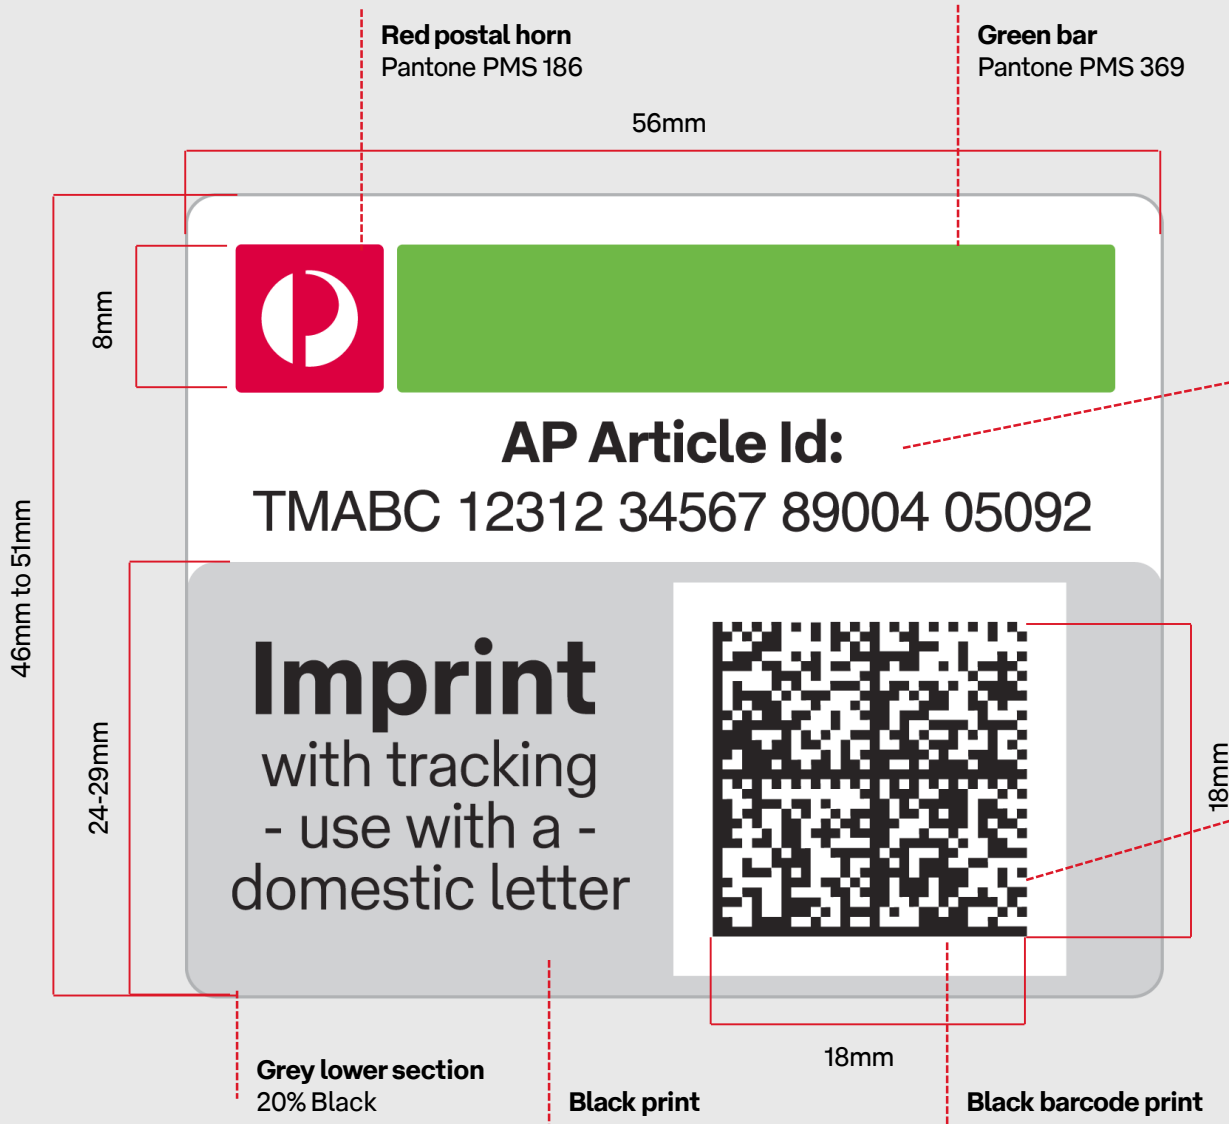 Red postal horn
Pantone PMS 186
Green bar
Pantone PMS 369
56mm
8mm
46mm to 51mm
AP Article Id:
TMABC 12312 34567 89004 05092
24-29mm
Imprint
with tracking
- use with a -
domestic letter
18mm
18mm
Grey lower section
20% Black
Black print
Black barcode print